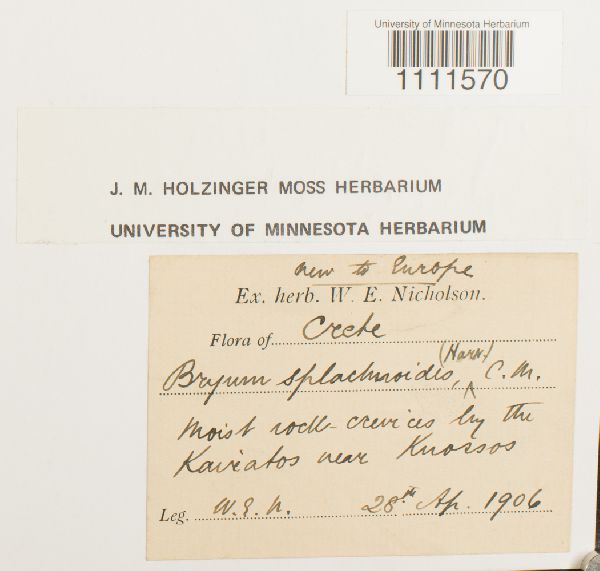 University of Minnesota Herbarium
1111570
J. M. HOLZINGER MOSS HERBARIUM
UNIVERSITY OF MINNESOTA HERBARIUM
New to Europe
Ex. herb. W. E. Nicholson.
Flora of Crete
Bryum splachnoides, (Harv.) C.M.
Moist rock-crevices by the
Kairatos near Knossos
Leg. W.E.N. 28th Ap. 1906